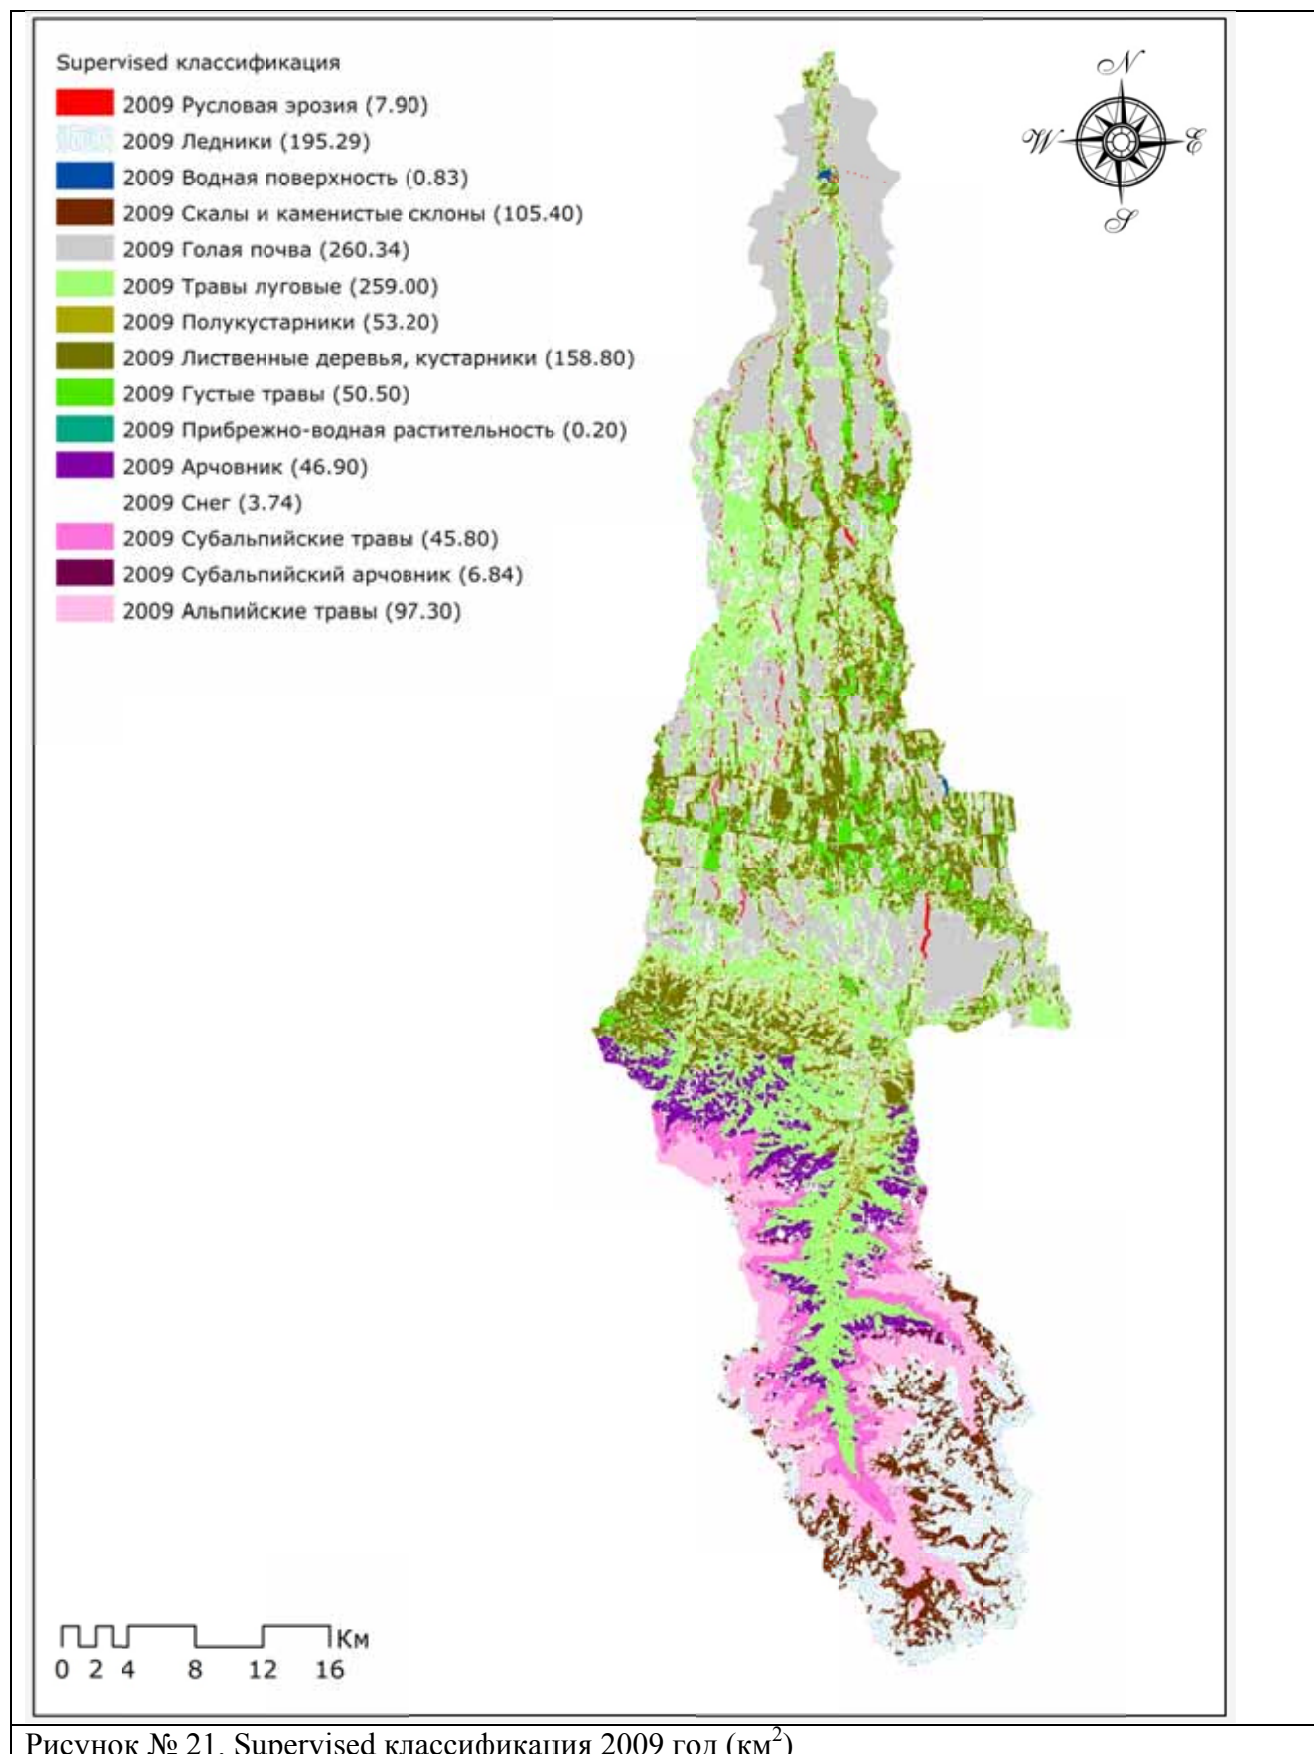 Supervised классификация
2009 Русловая эрозия (7.90)
2009 Ледники (195.29)
2009 Водная поверхность (0.83)
2009 Скалы и каменистые склоны (105.40)
2009 Голая почва (260.34)
2009 Травы луговые (259.00)
2009 Полукустарники (53.20)
2009 Лиственные деревья, кустарники (158.80)
2009 Густые травы (50.50)
2009 Прибрежно-водная растительность (0.20)
2009 Арчовник (46.90)
2009 Снег (3.74)
2009 Субальпийские травы (45.80)
2009 Субальпийский арчовник (6.84)
2009 Альпийские травы (97.30)
N
W E
S
Км
0 2 4 8 12 16
Рисунок № 21. Supervised классификация 2009 год (км²)